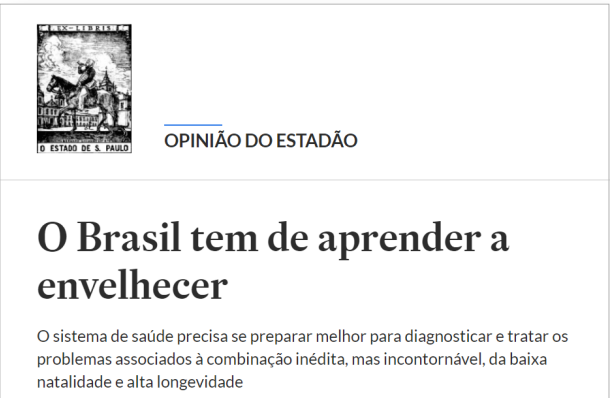 EX-LIBRIS
O ESTADO DE S. PAULO
OPINIÃO DO ESTADÃO
O Brasil tem de aprender a
envelhecer
O sistema de saúde precisa se preparar melhor para diagnosticar e tratar os
problemas associados à combinação inédita, mas incontornável, da baixa
natalidade e alta longevidade